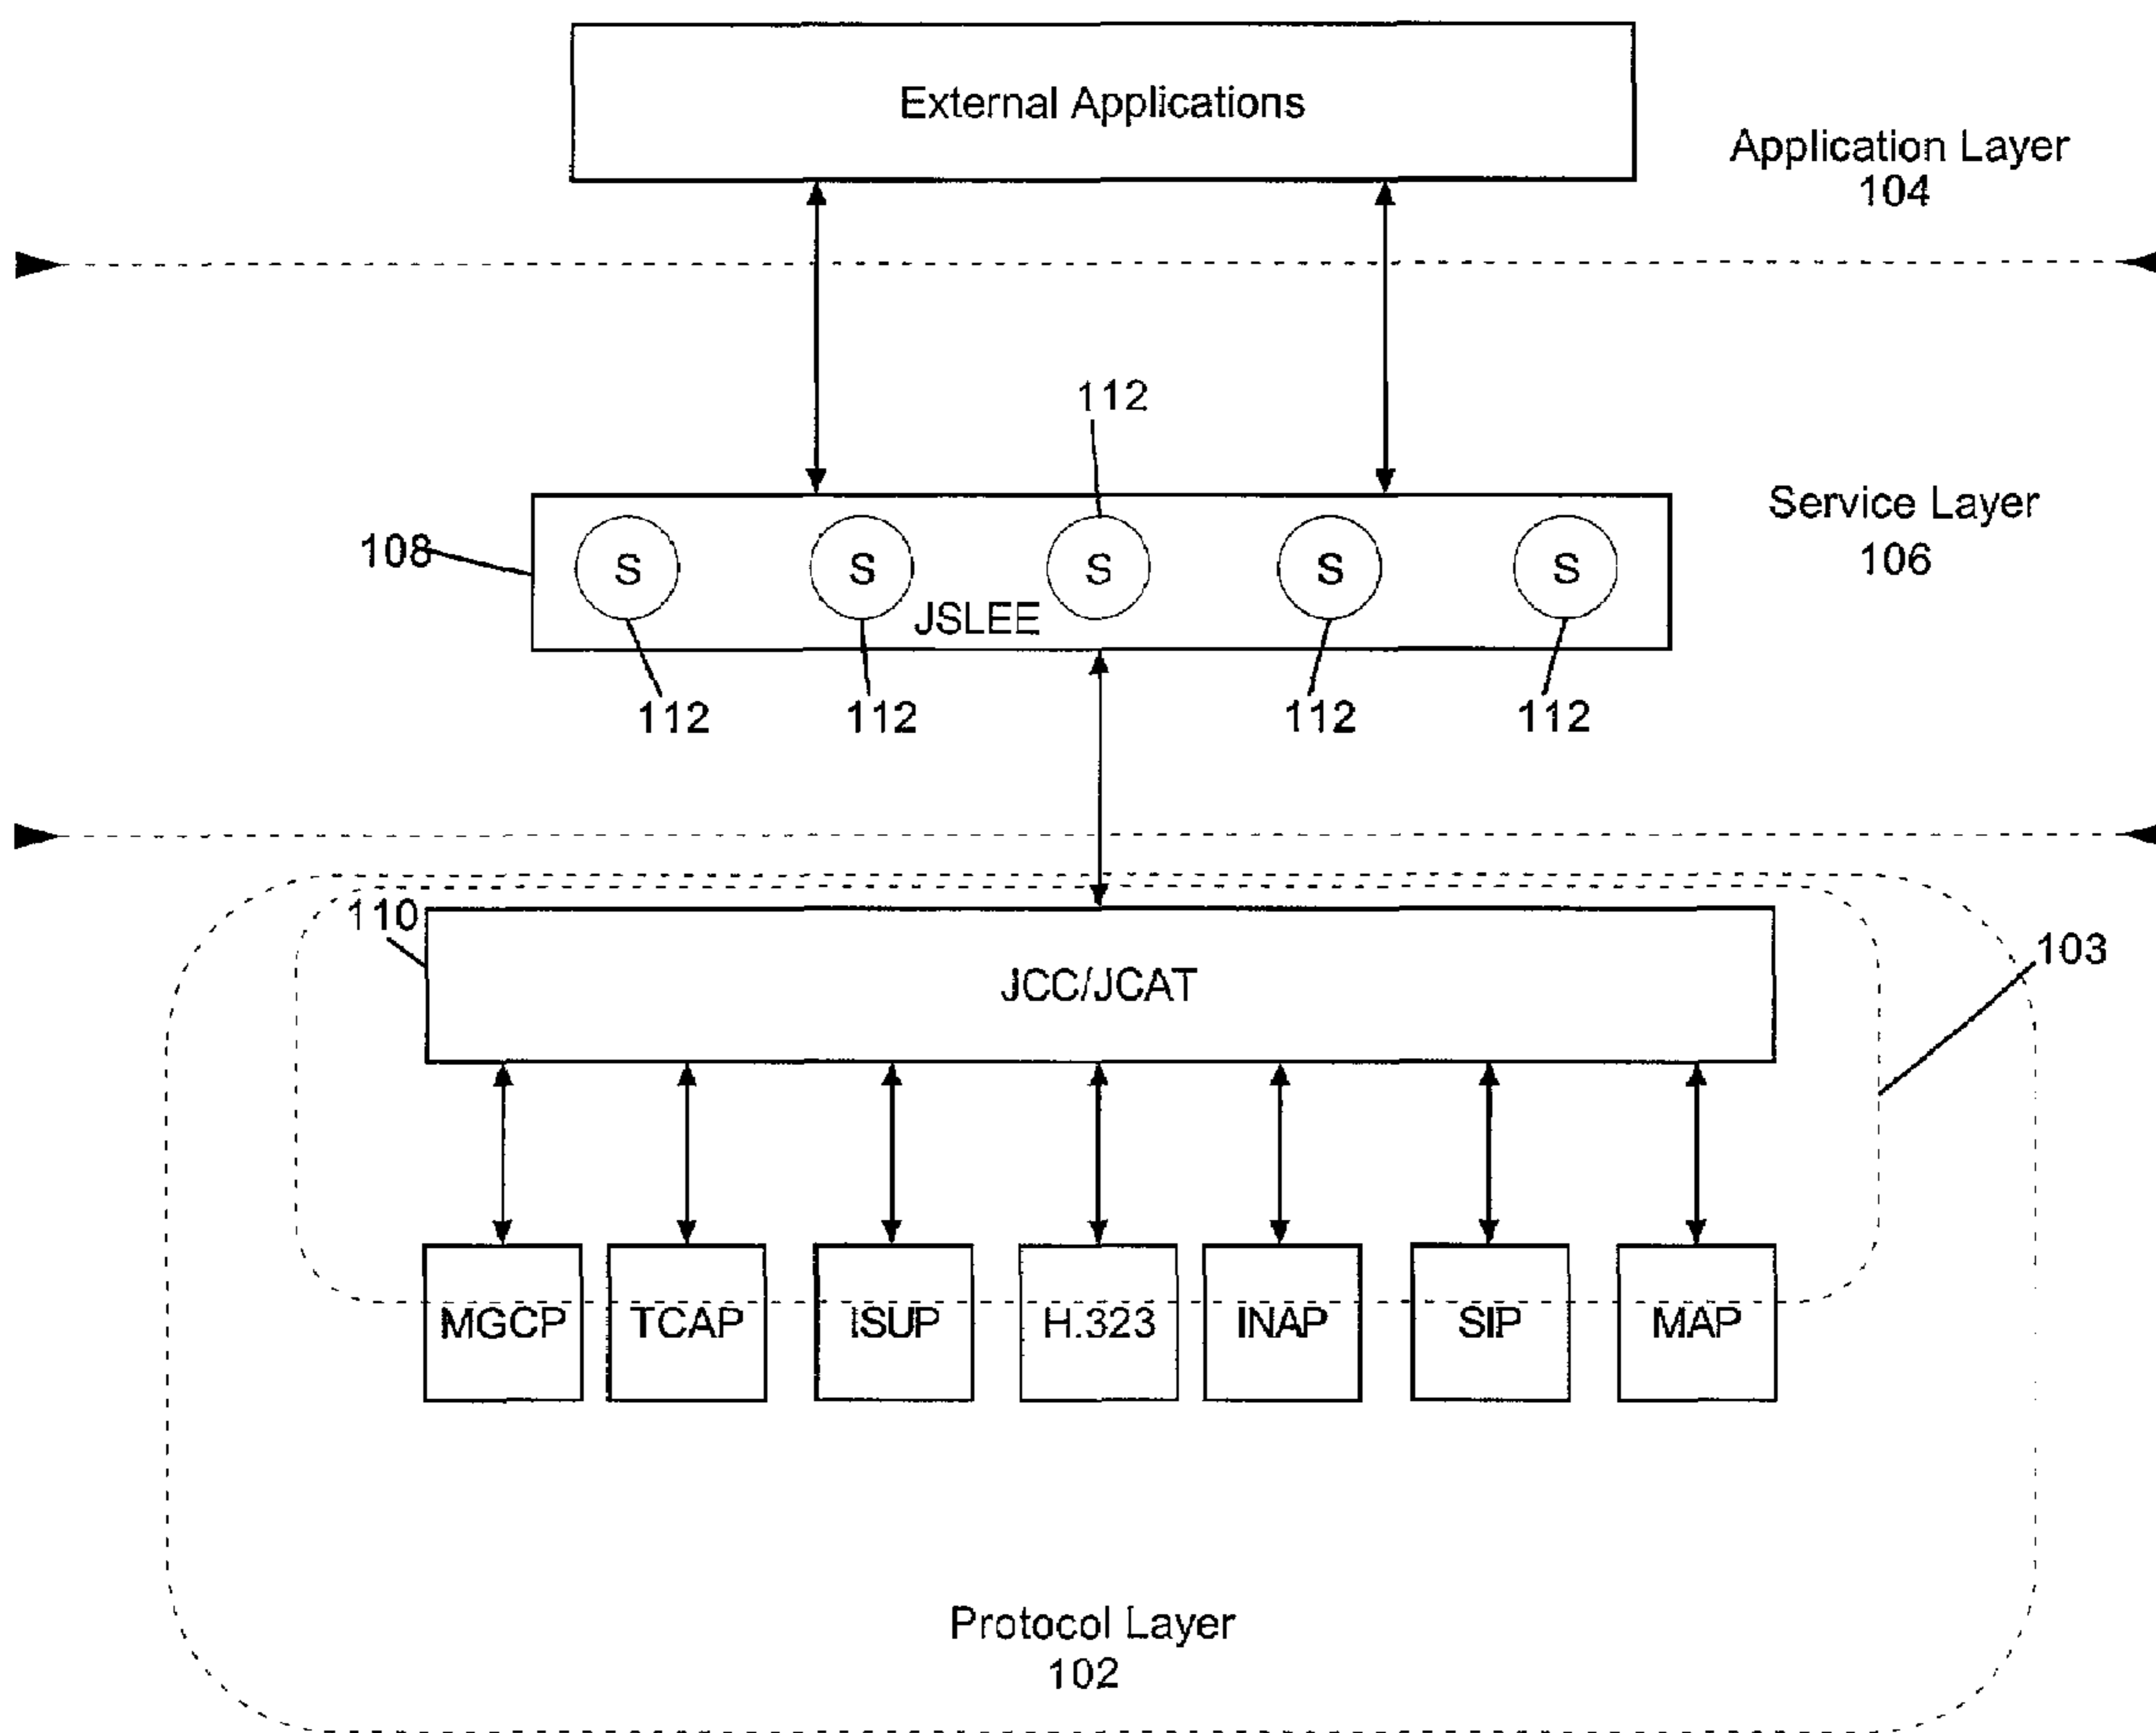 External Applications
Application Layer
104
112
Service Layer
106
108
S S S S S
JSLEE
112 112 112 112
110
103
JCC/JCAT
MGCP TCAP ISUP H.323 INAP SIP MAP
Protocol Layer
102